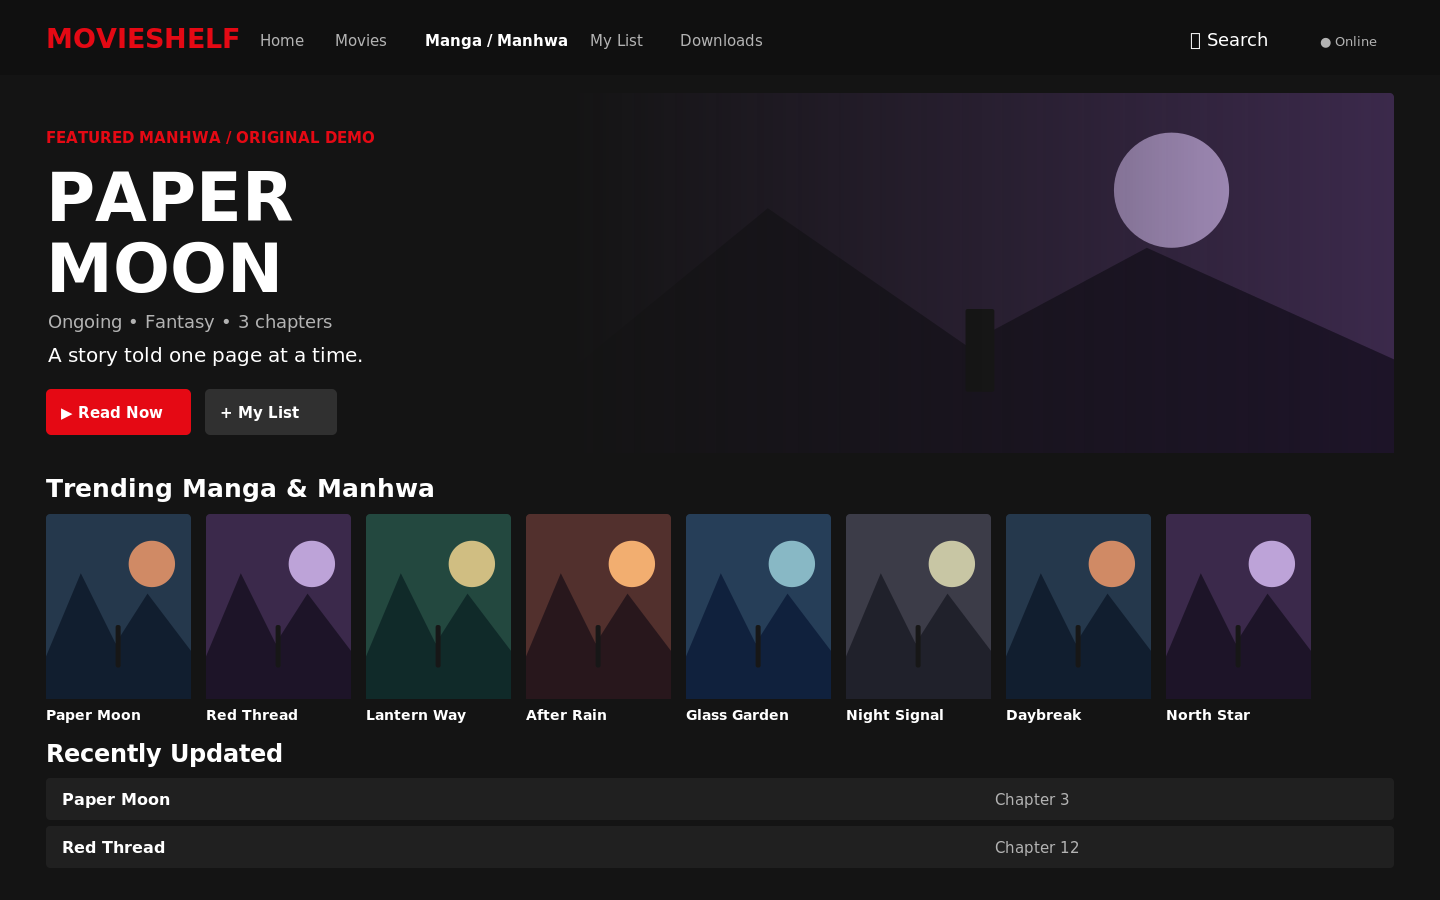 MOVIESHELF Home Movies Manga / Manhwa My List Downloads Search ● Online
FEATURED MANHWA / ORIGINAL DEMO
PAPER
MOON
Ongoing • Fantasy • 3 chapters
A story told one page at a time.
▶ Read Now + My List
Trending Manga & Manhwa
Paper Moon Red Thread Lantern Way After Rain Glass Garden Night Signal Daybreak North Star
Recently Updated
Paper Moon Chapter 3
Red Thread Chapter 12